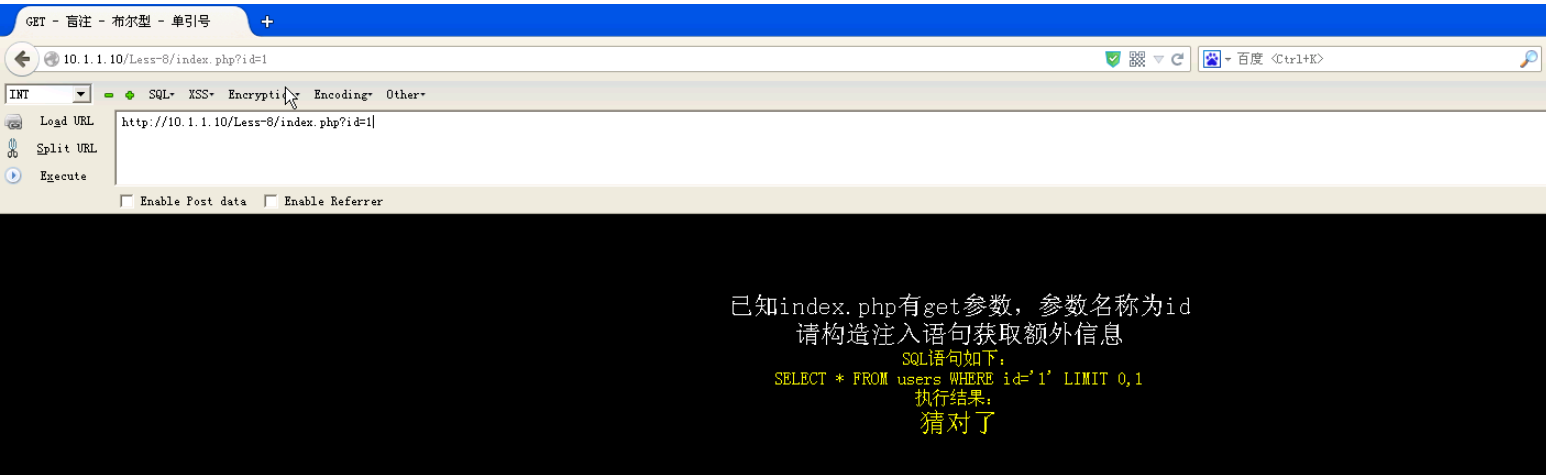 GET - 盲注 - 布尔型 - 单引号
10.1.1.10/Less-8/index.php?id=1
百度 <Ctrl+K>
INT SQL XSS Encoding Other
Load URL http://10.1.1.10/Less-8/index.php?id=1
Split URL
Execute
Enable Post data Enable Referrer
已知index.php有get参数，参数名称为id
请构造注入语句获取额外信息
SQL语句如下：
SELECT * FROM users WHERE id='1' LIMIT 0,1
执行结果：
猜对了